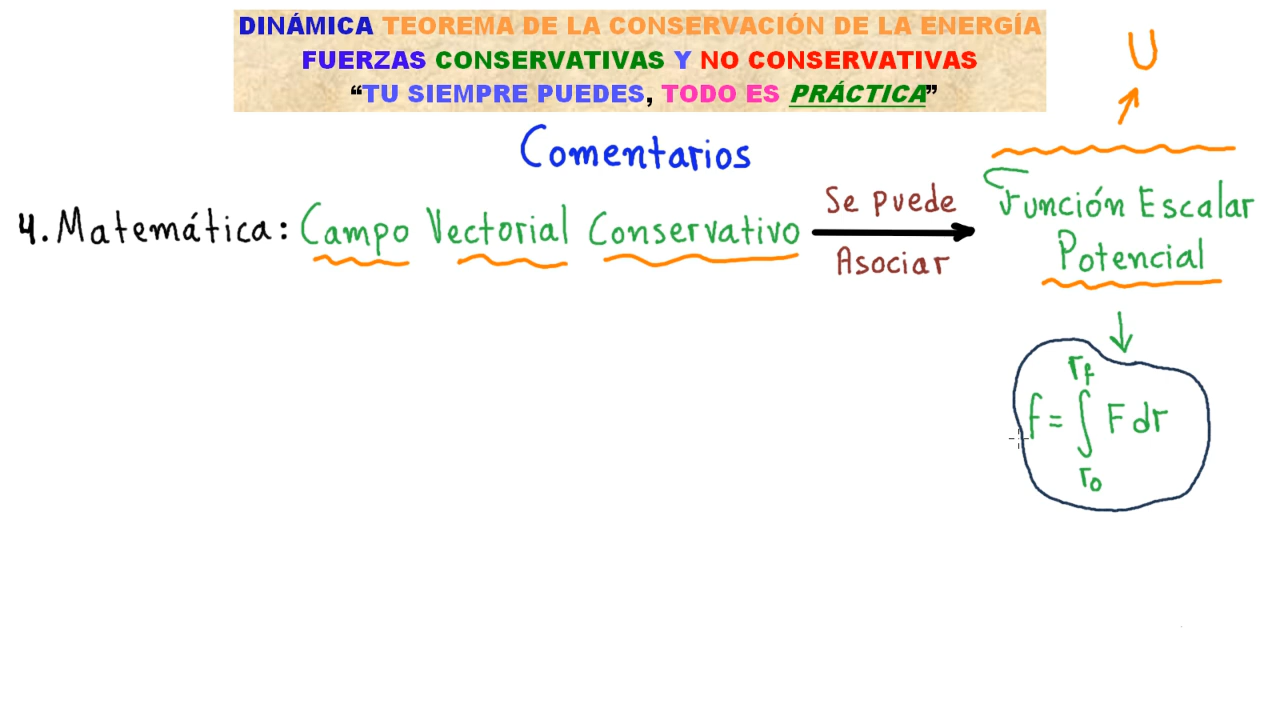 DINÁMICA TEOREMA DE LA CONSERVACIÓN DE LA ENERGÍA
FUERZAS CONSERVATIVAS Y NO CONSERVATIVAS
“TU SIEMPRE PUEDES, TODO ES PRÁCTICA”
U
Comentarios
4. Matemática: Campo Vectorial Conservativo
Se puede
Asociar
Función Escalar
Potencial
rf
f = ∫ F dr
r0